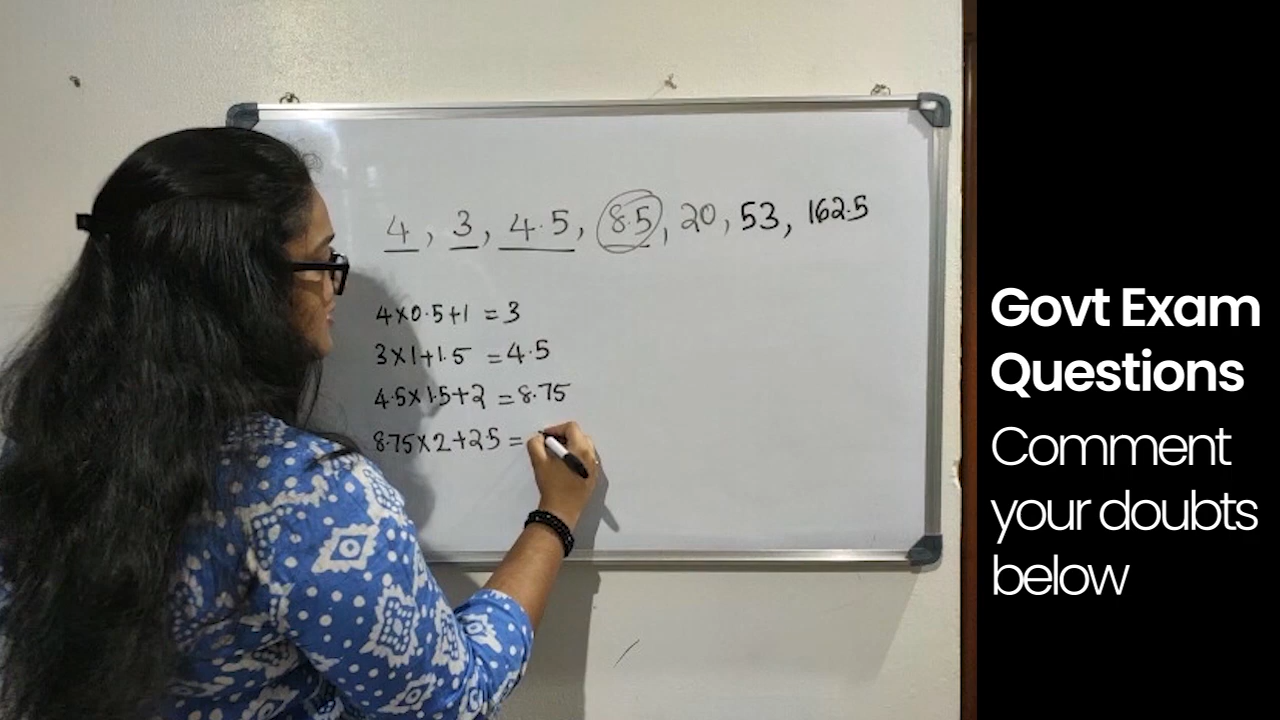 4, 3, 4.5, 8.5, 20, 53, 162.5
4×0.5+1 = 3
3×1+1.5 = 4.5
4.5×1.5+2 = 8.75
8.75×2+2.5 =
Govt Exam
Questions
Comment
your doubts
below